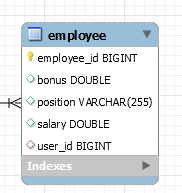 employee
employee_id BIGINT
bonus DOUBLE
position VARCHAR(255)
salary DOUBLE
user_id BIGINT
Indexes